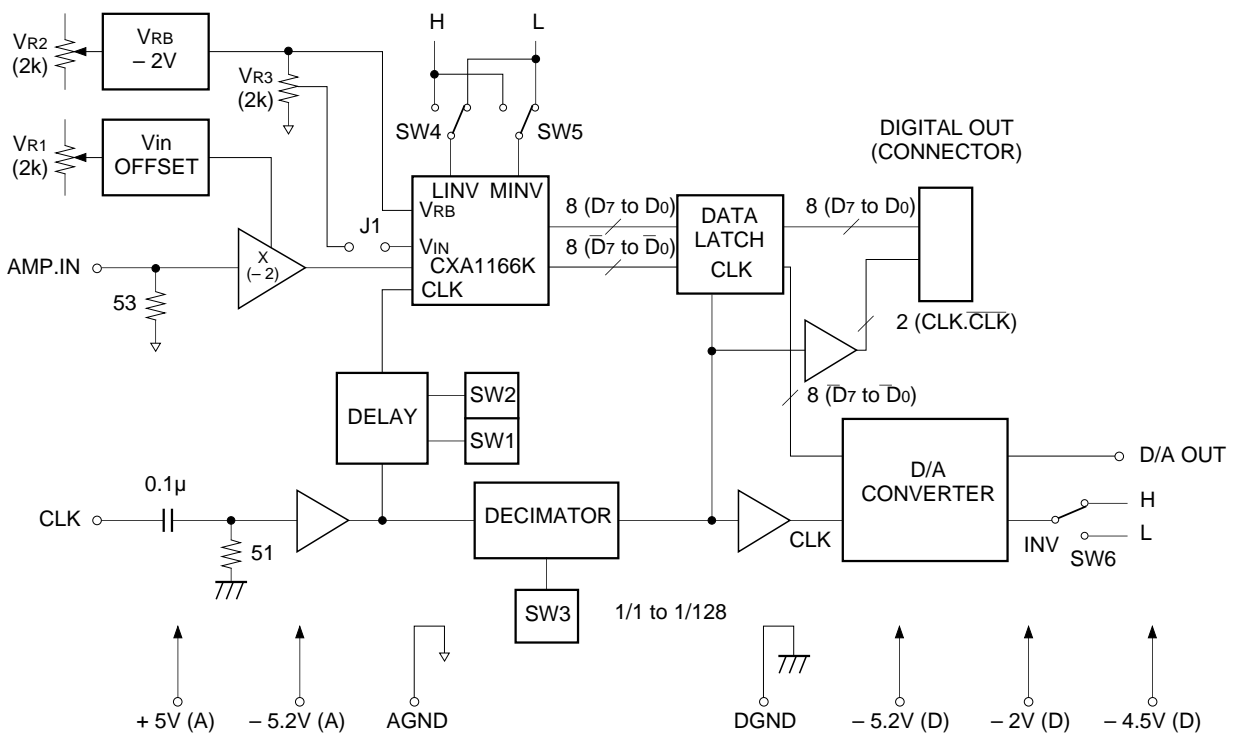 H L
VR2
(2k)
VRB
– 2V
VR3
(2k)
SW4 SW5
VR1
(2k)
Vin
OFFSET
DIGITAL OUT
(CONNECTOR)
LINV MINV
VRB
J1
VIN
CXA1166K
CLK
8 (D7 to D0)
8 (D̅7 to D̅0)
DATA
LATCH
CLK
8 (D7 to D0)
AMP.IN
X
(– 2)
53
2 (CLK.C̅L̅K̅)
8 (D̅7 to D̅0)
DELAY
SW2
SW1
D/A
CONVERTER
D/A OUT
0.1µ
CLK
51
DECIMATOR
CLK
INV
H
L
SW6
SW3
1/1 to 1/128
+ 5V (A) – 5.2V (A) AGND DGND – 5.2V (D) – 2V (D) – 4.5V (D)